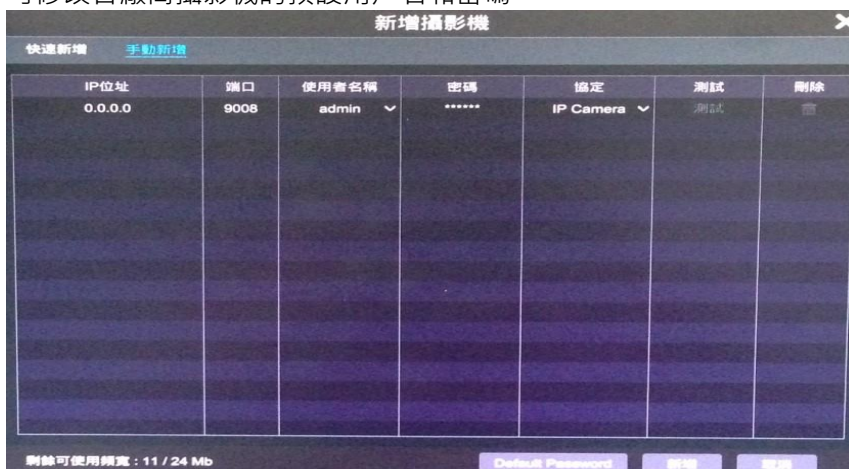 新增攝影機
快速新增 手動新增
IP位址 端口 使用者名稱 密碼 協定 測試 刪除
0.0.0.0 9008 admin ****** IP Camera 測試
剩餘可使用頻寬：11 / 24 Mb Default Password 新增